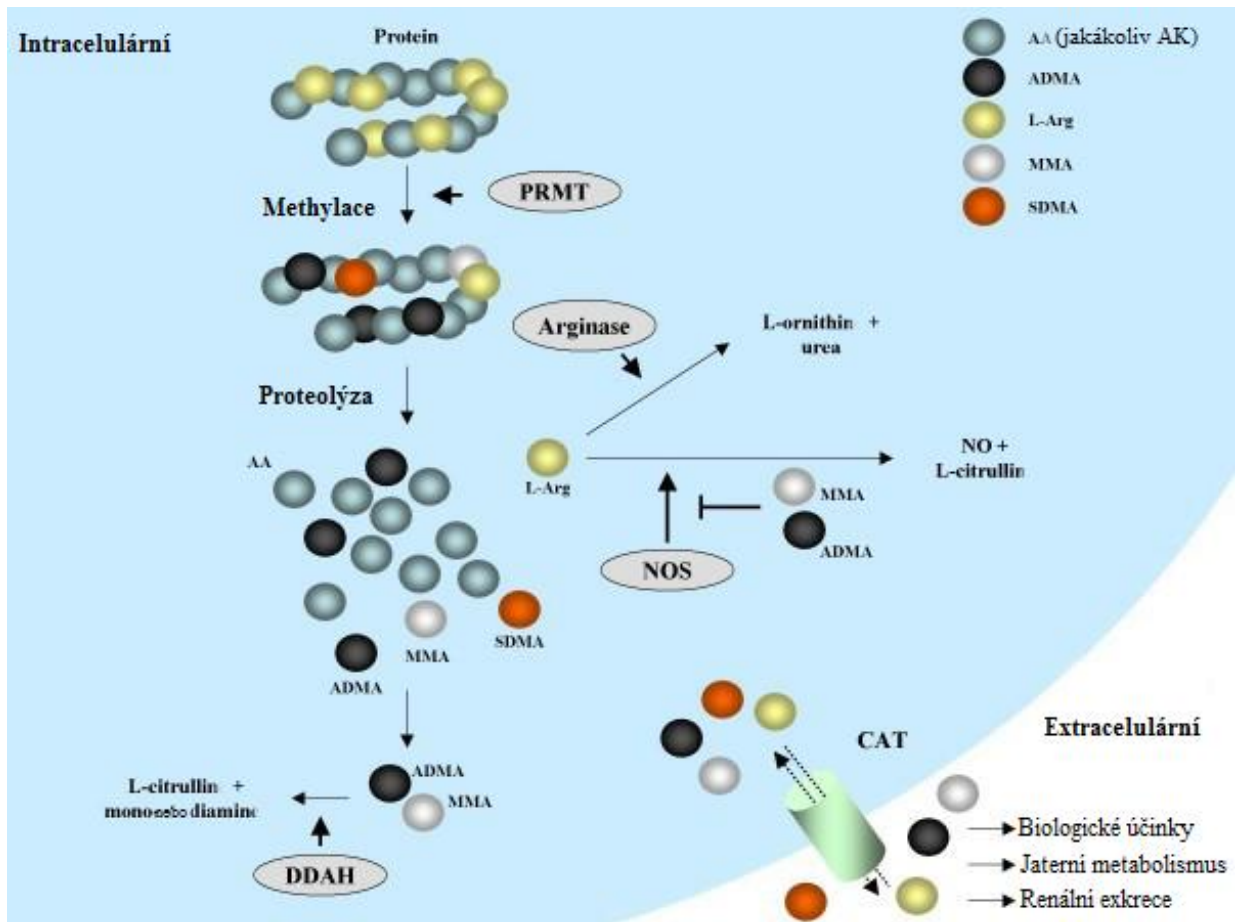 Intracelulární
Protein
AA (jakákoliv AK)
ADMA
L-Arg
MMA
SDMA
PRMT
Methylace
Arginase
L-ornithin +
urea
Proteolýza
AA
L-Arg
NO +
L-citrullin
MMA
ADMA
NOS
SDMA
MMA
ADMA
CAT
Extracelulární
L-citrullin +
mono nebo diamine
ADMA
MMA
DDAH
Biologické účinky
Jaterní metabolismus
Renální exkrece